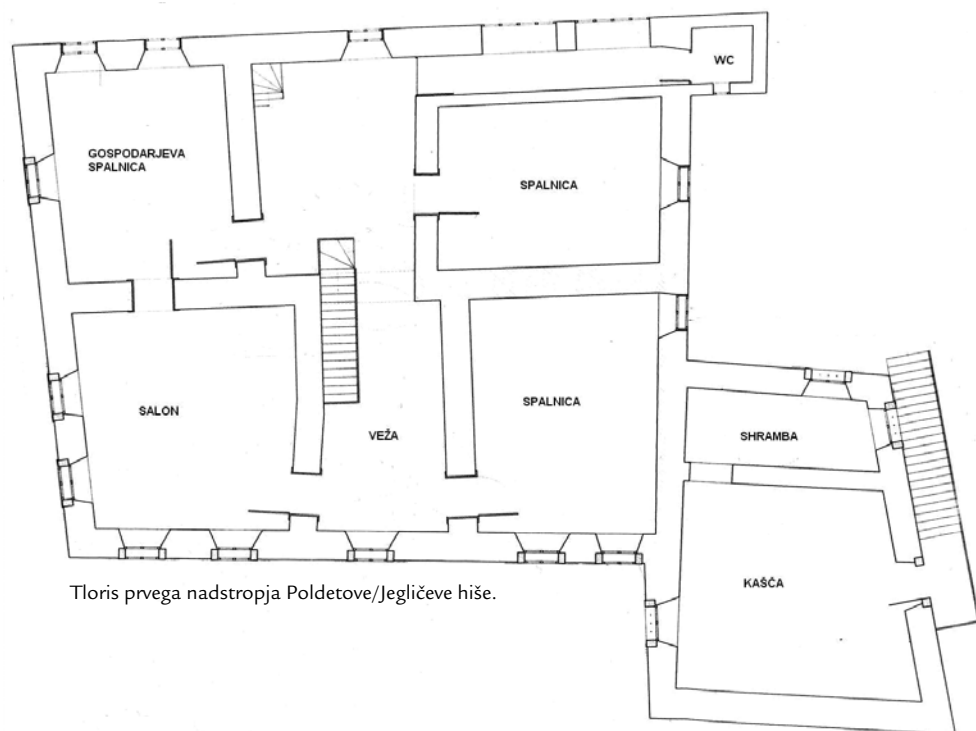 WC
GOSPODARJEVA
SPALNICA
SPALNICA
SALON
VEŽA
SPALNICA
SHRAMBA
KAŠČA
Tloris prvega nadstropja Poldetove/Jegličeve hiše.